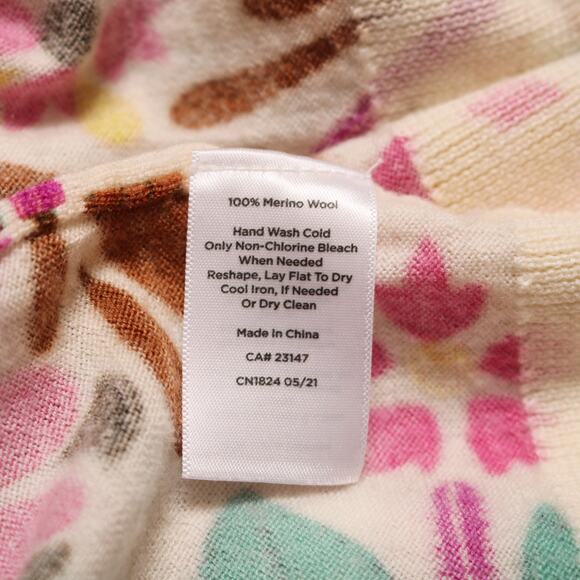 100% Merino Wool
Hand Wash Cold
Only Non-Chlorine Bleach
When Needed
Reshape, Lay Flat To Dry
Cool Iron, If Needed
Or Dry Clean
Made in China
CA# 23147
CN1824 05/21